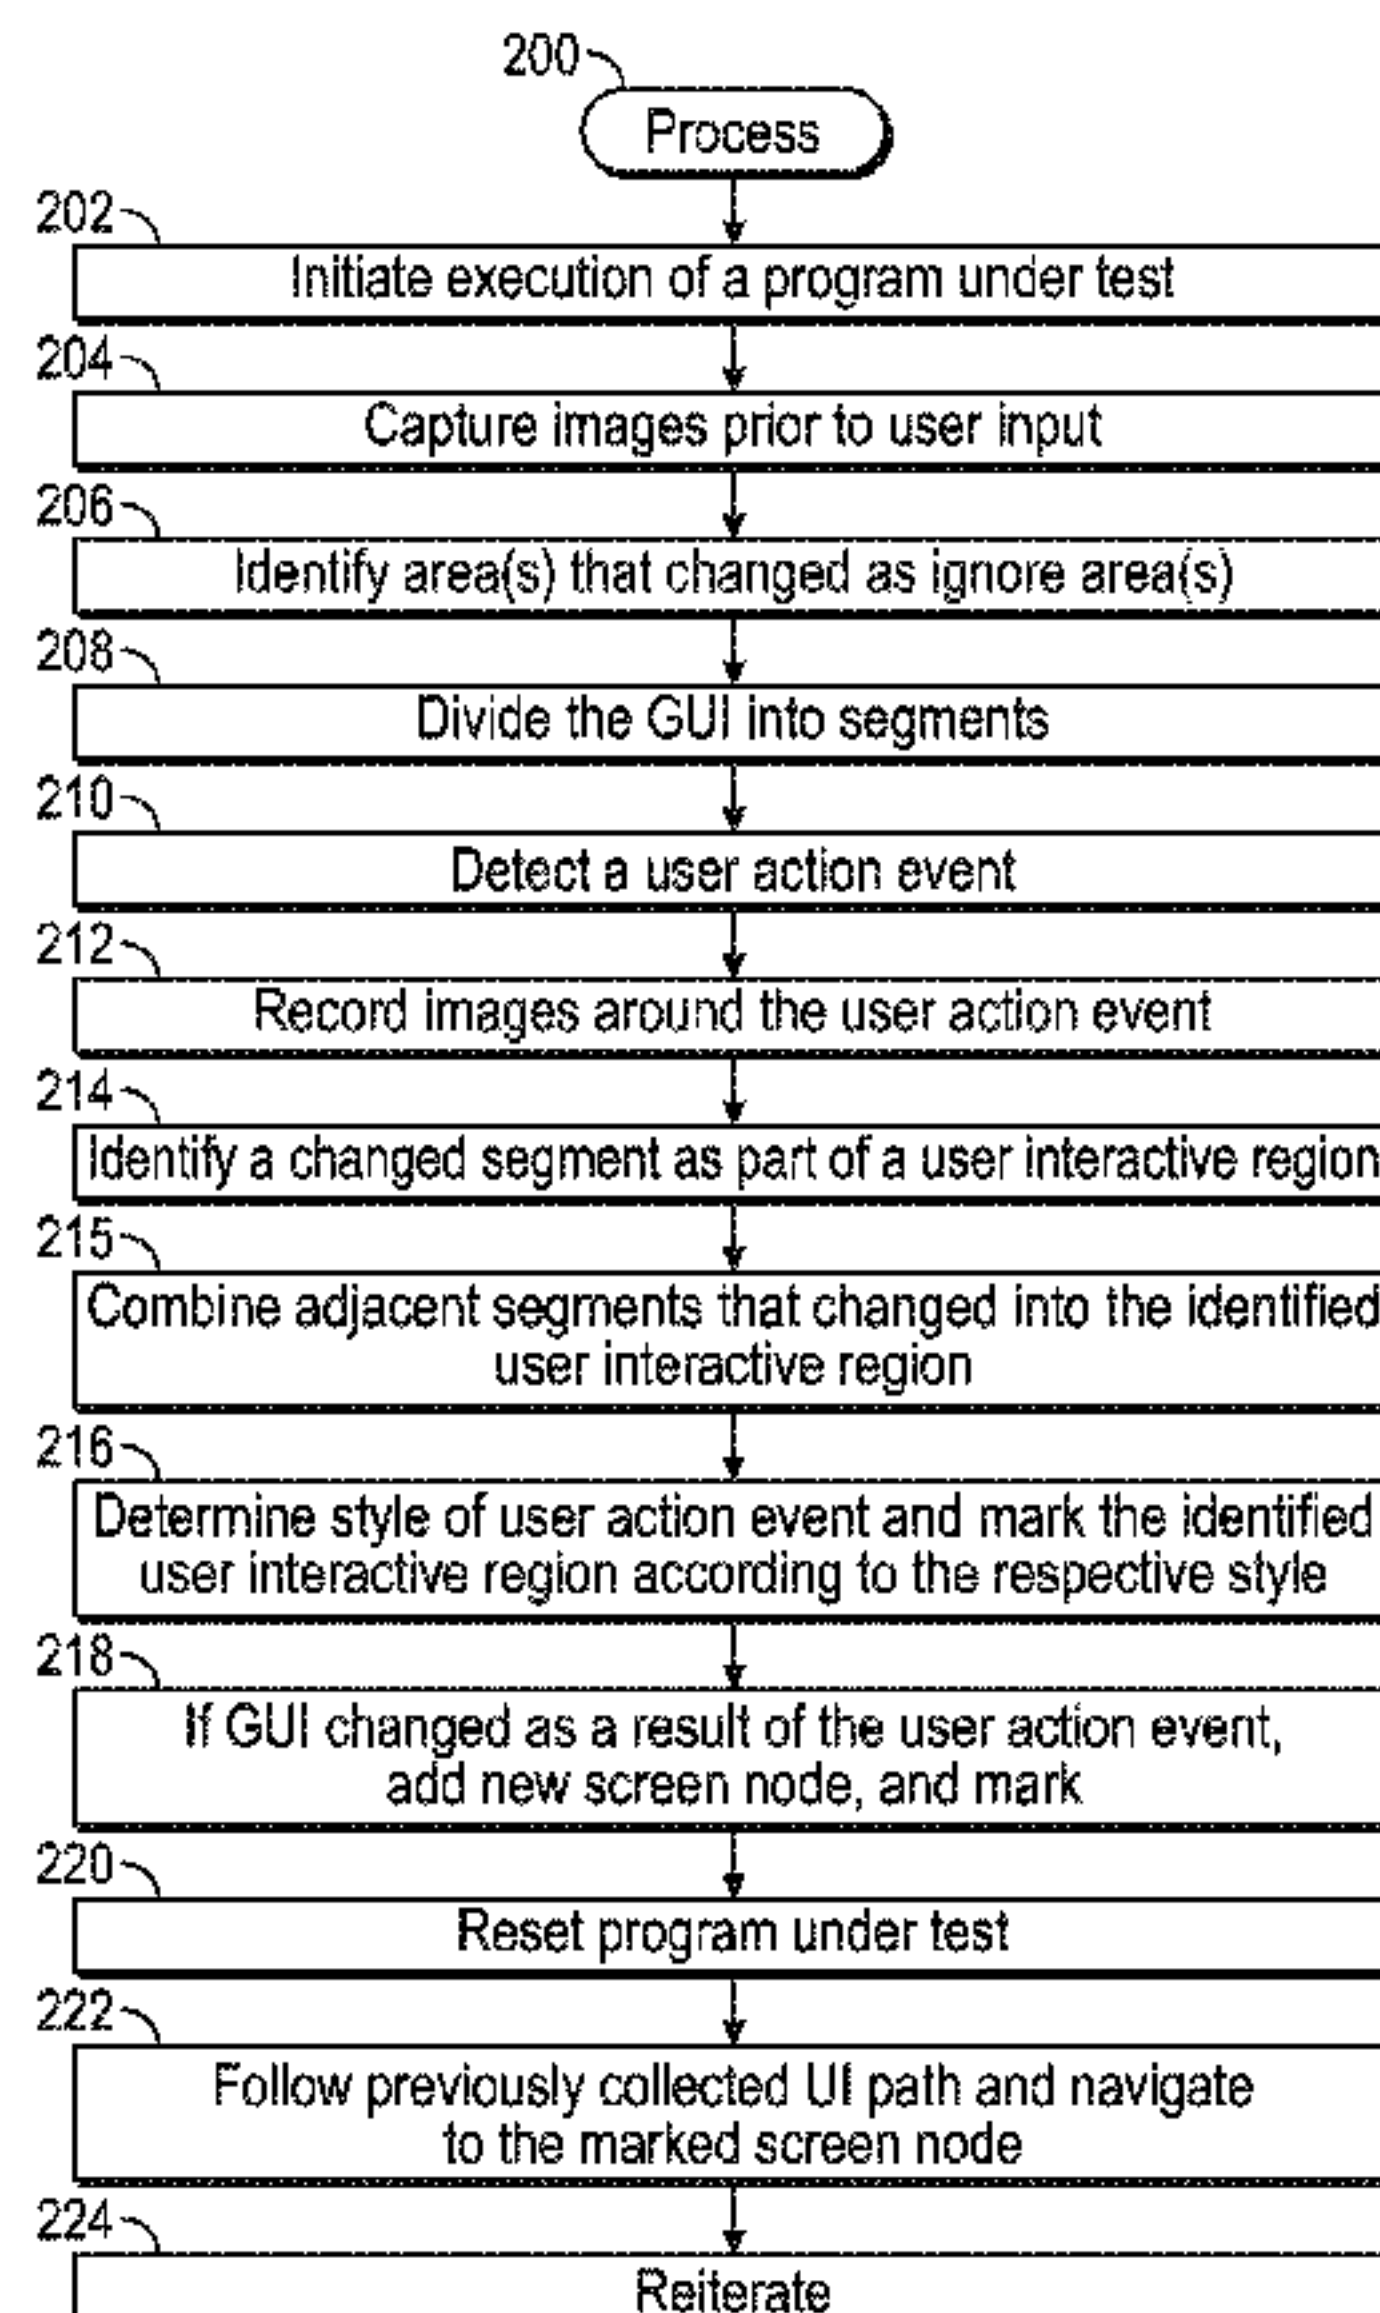 200
Process
202
Initiate execution of a program under test
204
Capture images prior to user input
206
Identify area(s) that changed as ignore area(s)
208
Divide the GUI into segments
210
Detect a user action event
212
Record images around the user action event
214
Identify a changed segment as part of a user interactive region
215
Combine adjacent segments that changed into the identified
user interactive region
216
Determine style of user action event and mark the identified
user interactive region according to the respective style
218
If GUI changed as a result of the user action event,
add new screen node, and mark
220
Reset program under test
222
Follow previously collected UI path and navigate
to the marked screen node
224
Reiterate